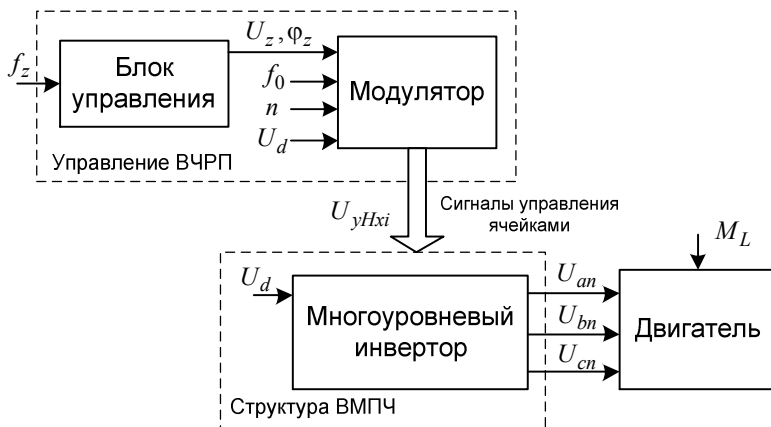 f_z
Блок
управления
U_z, φ_z
f_0
n
U_d
Модулятор
Управление ВЧРП
U_yHxi
Сигналы управления
ячейками
U_d
Многоуровневый
инвертор
Структура ВМПЧ
U_an
U_bn
U_cn
M_L
Двигатель